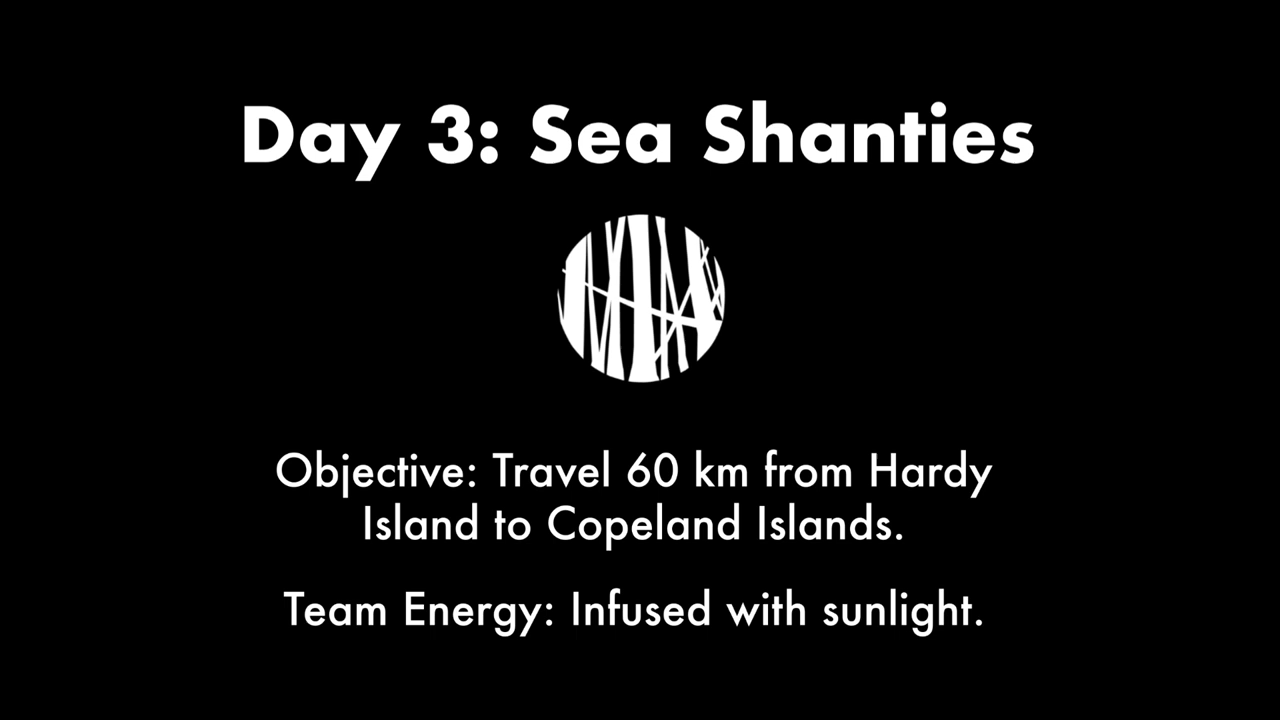 Day 3: Sea Shanties
Objective: Travel 60 km from Hardy
Island to Copeland Islands.
Team Energy: Infused with sunlight.